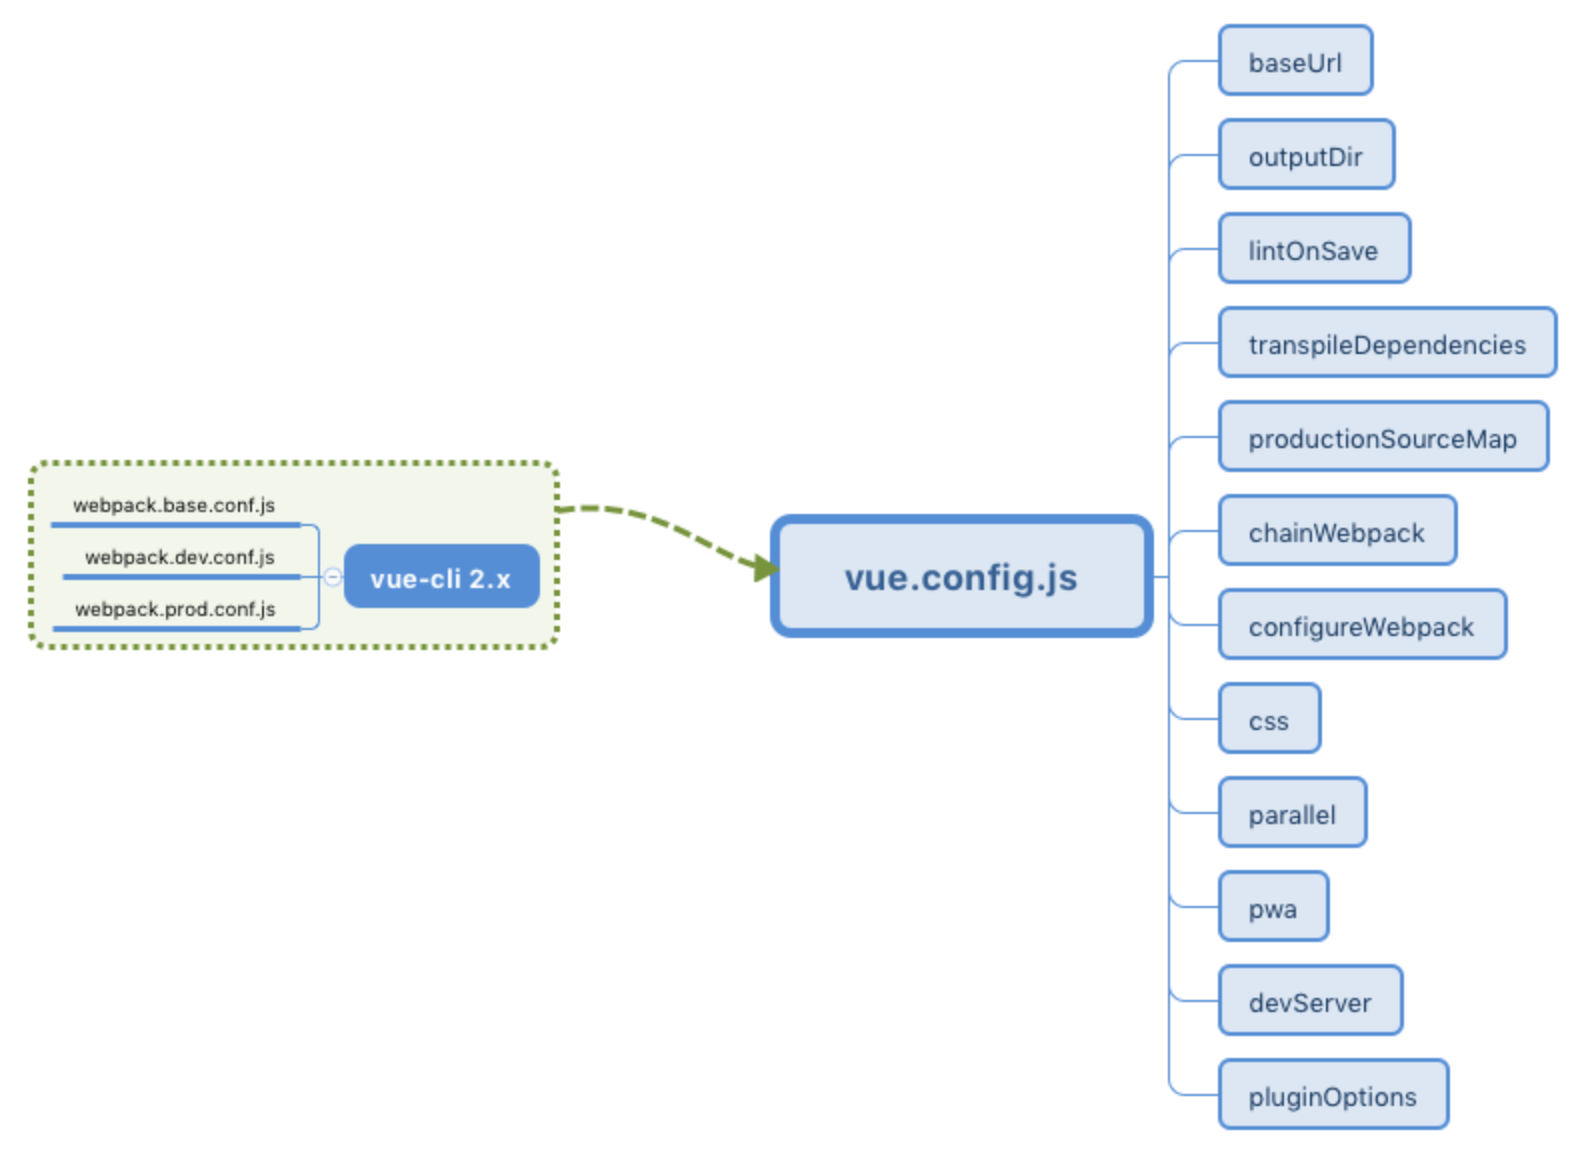 webpack.base.conf.js
webpack.dev.conf.js
webpack.prod.conf.js
vue-cli 2.x
vue.config.js
baseUrl
outputDir
lintOnSave
transpileDependencies
productionSourceMap
chainWebpack
configureWebpack
css
parallel
pwa
devServer
pluginOptions